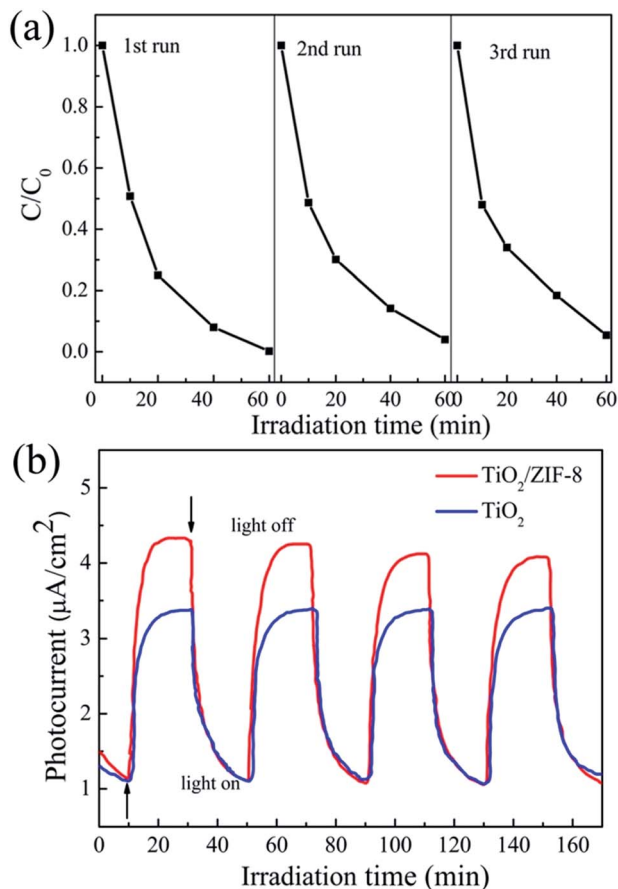 (a)
1.0
0.8
0.6
0.4
0.2
0.0
C/C₀
1st run
2nd run
3rd run
0 20 40 60 0 20 40 60 0 20 40 60
Irradiation time (min)
(b)
5
4
3
2
1
Photocurrent (μA/cm²)
TiO₂/ZIF-8
TiO₂
light off
light on
0 20 40 60 80 100 120 140 160
Irradiation time (min)